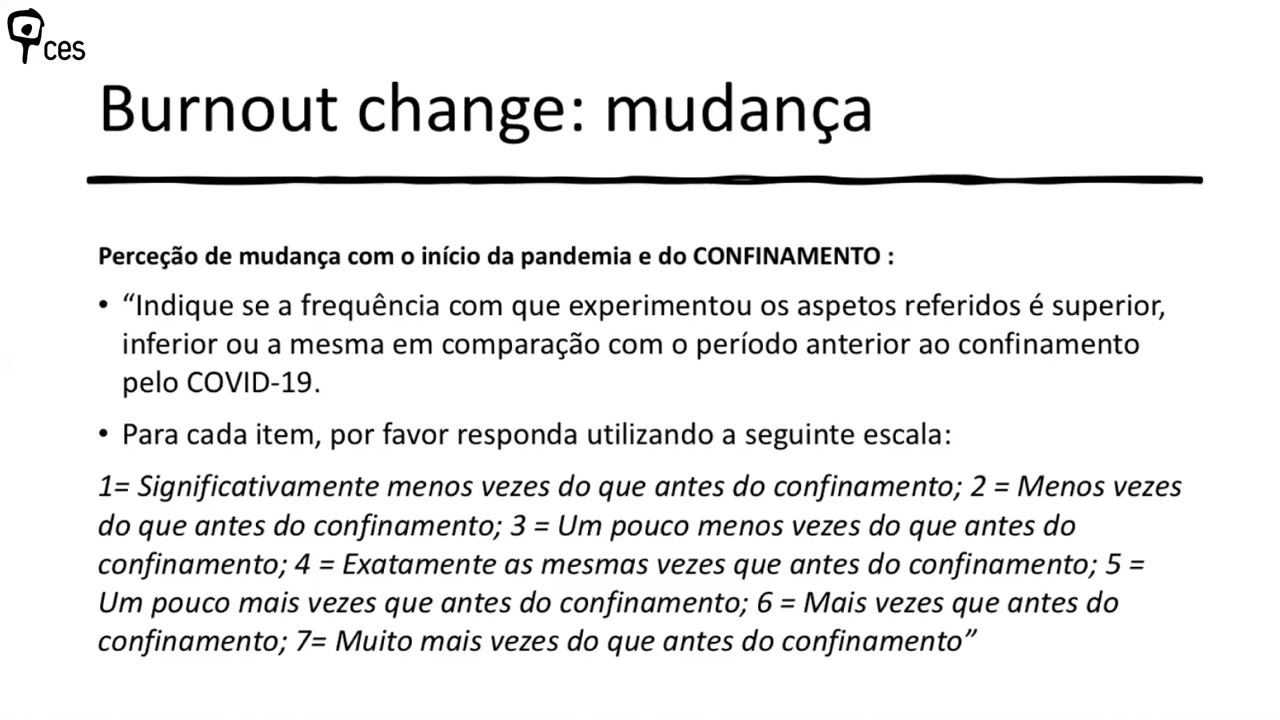 ces
Burnout change: mudança
Perceção de mudança com o início da pandemia e do CONFINAMENTO :
• “Indique se a frequência com que experimentou os aspetos referidos é superior,
inferior ou a mesma em comparação com o período anterior ao confinamento
pelo COVID-19.
• Para cada item, por favor responda utilizando a seguinte escala:
1= Significativamente menos vezes do que antes do confinamento; 2 = Menos vezes
do que antes do confinamento; 3 = Um pouco menos vezes do que antes do
confinamento; 4 = Exatamente as mesmas vezes que antes do confinamento; 5 =
Um pouco mais vezes que antes do confinamento; 6 = Mais vezes que antes do
confinamento; 7= Muito mais vezes do que antes do confinamento”